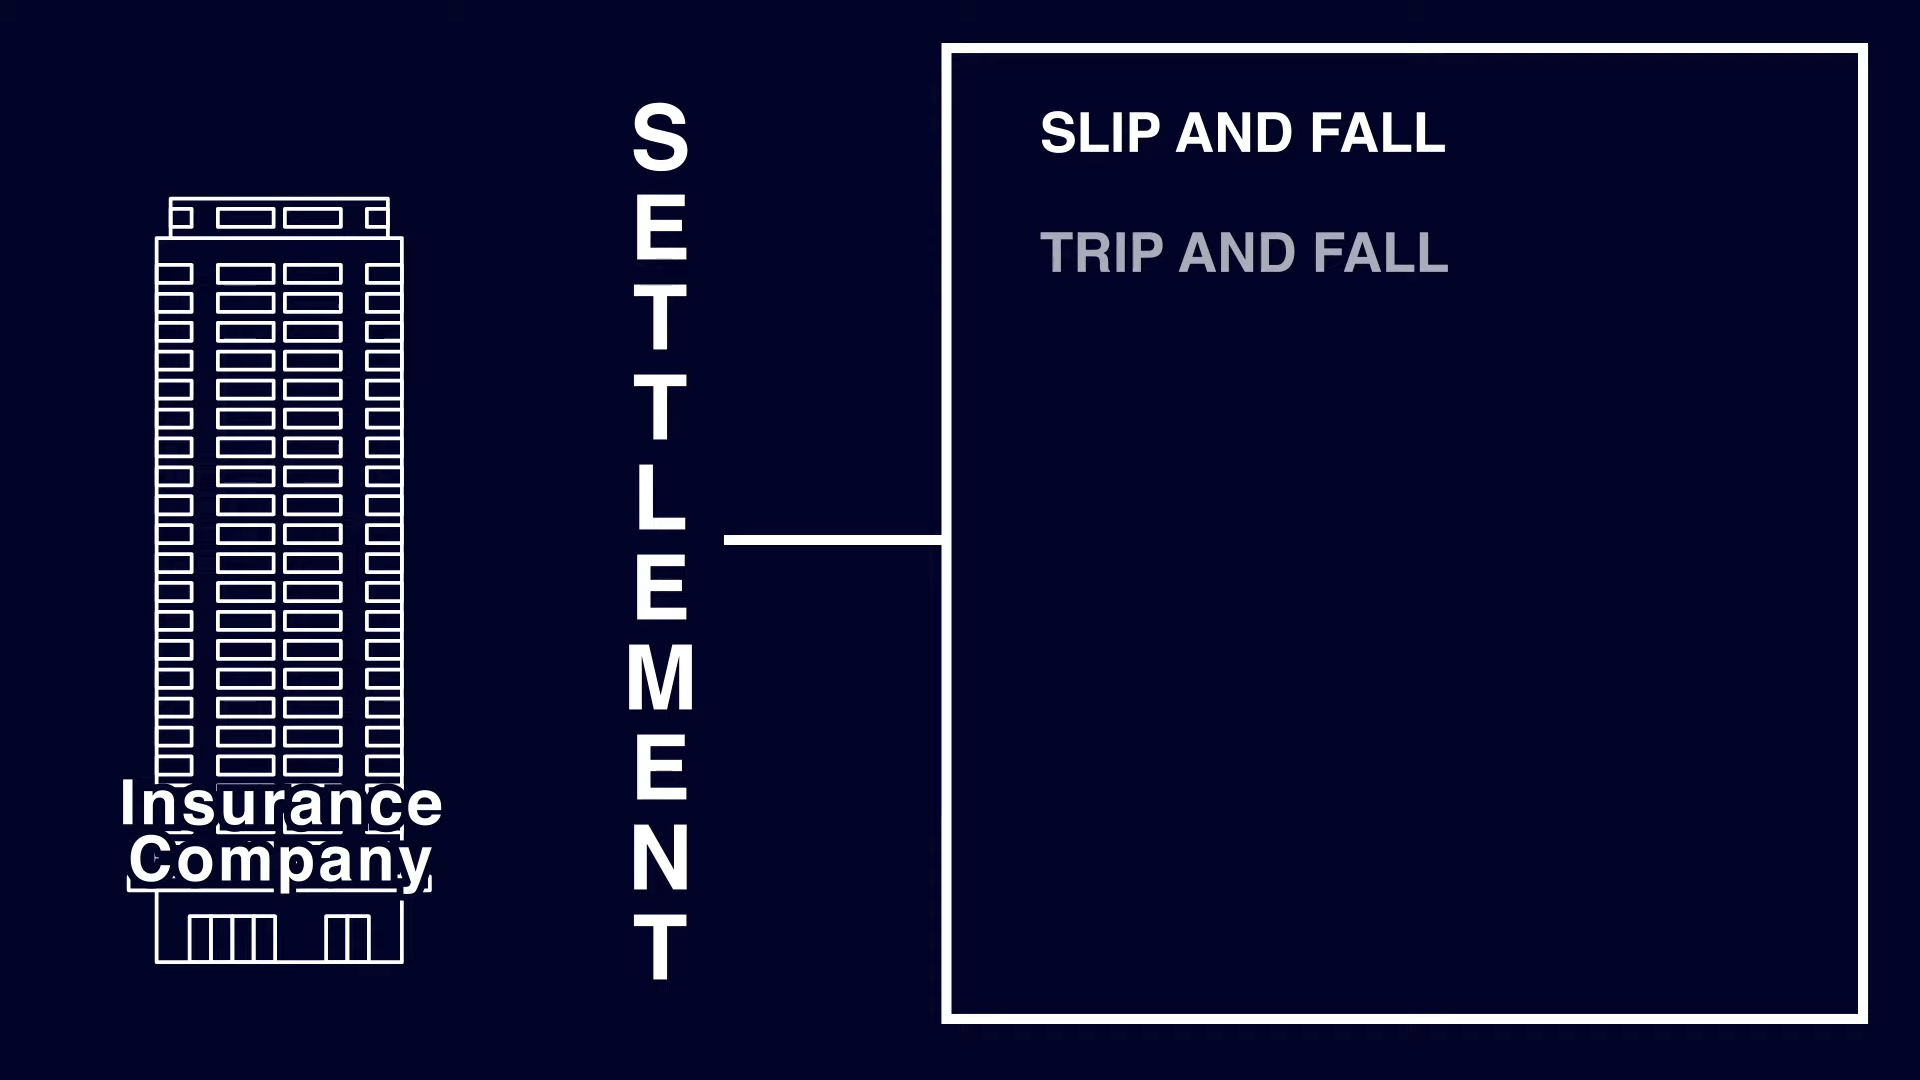 Insurance
Company
SETTLEMENT
SLIP AND FALL
TRIP AND FALL